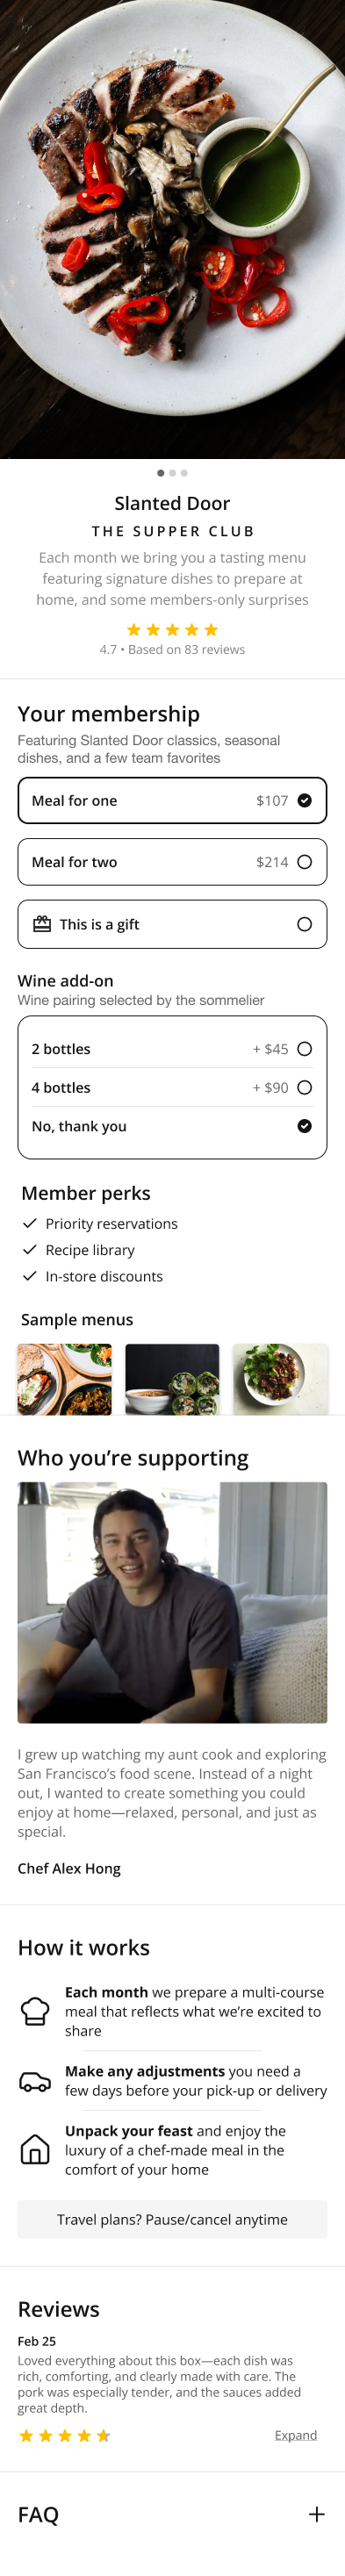 Slanted Door
THE SUPPER CLUB
Each month we bring you a tasting menu
featuring signature dishes to prepare at
home, and some members-only surprises
4.7 • Based on 83 reviews
Your membership
Featuring Slanted Door classics, seasonal
dishes, and a few team favorites
Meal for one $107
Meal for two $214
This is a gift
Wine add-on
Wine pairing selected by the sommelier
2 bottles + $45
4 bottles + $90
No, thank you
Member perks
Priority reservations
Recipe library
In-store discounts
Sample menus
Who you’re supporting
I grew up watching my aunt cook and exploring
San Francisco’s food scene. Instead of a night
out, I wanted to create something you could
enjoy at home—relaxed, personal, and just as
special.
Chef Alex Hong
How it works
Each month we prepare a multi-course
meal that reflects what we’re excited to
share
Make any adjustments you need a
few days before your pick-up or delivery
Unpack your feast and enjoy the
luxury of a chef-made meal in the
comfort of your home
Travel plans? Pause/cancel anytime
Reviews
Feb 25
Loved everything about this box—each dish was
rich, comforting, and clearly made with care. The
pork was especially tender, and the sauces added
great depth.
Expand
FAQ